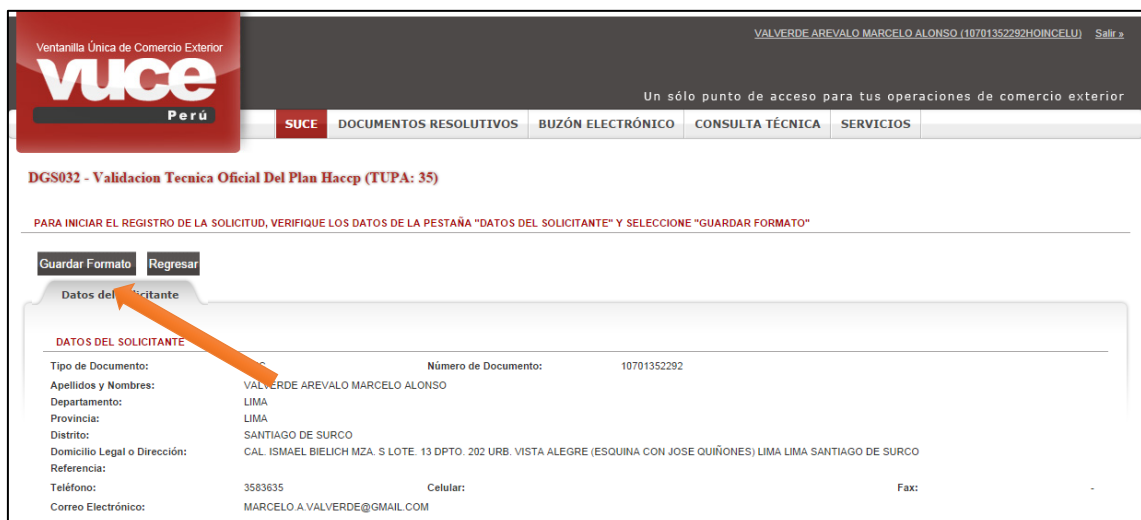 VALVERDE AREVALO MARCELO ALONSO (10701352292HOINCELU) Salir »
Ventanilla Única de Comercio Exterior
vuce
Perú
Un sólo punto de acceso para tus operaciones de comercio exterior
SUCE DOCUMENTOS RESOLUTIVOS BUZÓN ELECTRÓNICO CONSULTA TÉCNICA SERVICIOS
DGS032 - Validacion Tecnica Oficial Del Plan Haccp (TUPA: 35)
PARA INICIAR EL REGISTRO DE LA SOLICITUD, VERIFIQUE LOS DATOS DE LA PESTAÑA "DATOS DEL SOLICITANTE" Y SELECCIONE "GUARDAR FORMATO"
Guardar Formato Regresar
Datos del
DATOS DEL SOLICITANTE
Tipo de Documento: Número de Documento: 10701352292
Apellidos y Nombres: VALVERDE AREVALO MARCELO ALONSO
Departamento: LIMA
Provincia: LIMA
Distrito: SANTIAGO DE SURCO
Domicilio Legal o Dirección: CAL. ISMAEL BIELICH MZA. S LOTE. 13 DPTO. 202 URB. VISTA ALEGRE (ESQUINA CON JOSE QUIÑONES) LIMA LIMA SANTIAGO DE SURCO
Referencia:
Teléfono: 3583635 Celular: Fax: -
Correo Electrónico: MARCELO.A.VALVERDE@GMAIL.COM